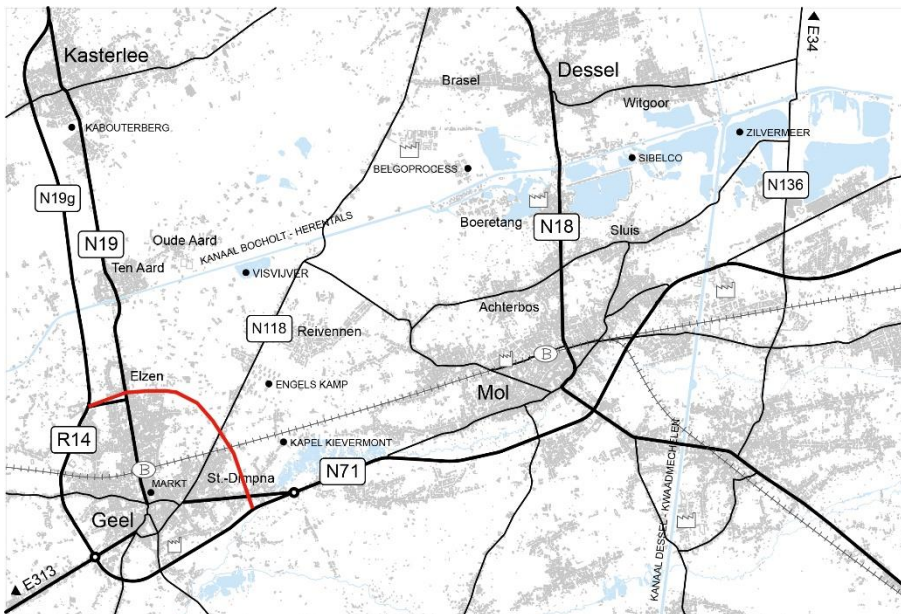 E34
Kasterlee
Dessel
Brasel
Witgoor
KABOUTERBERG
ZILVERMEER
SIBELCO
BELGOPROCESS
N136
N19g
Boeretang
N18
Sluis
N19
Oude Aard
KANAAL BOCHOLT - HERENTALS
Ten Aard
VISVIJVER
Achterbos
N118
Reivennen
B
Elzen
ENGELS KAMP
Mol
R14
KAPEL KIEVERMONT
B
St.-Dimpna
N71
MARKT
Geel
KANAAL DESSEL - KWAADMECHELEN
E313